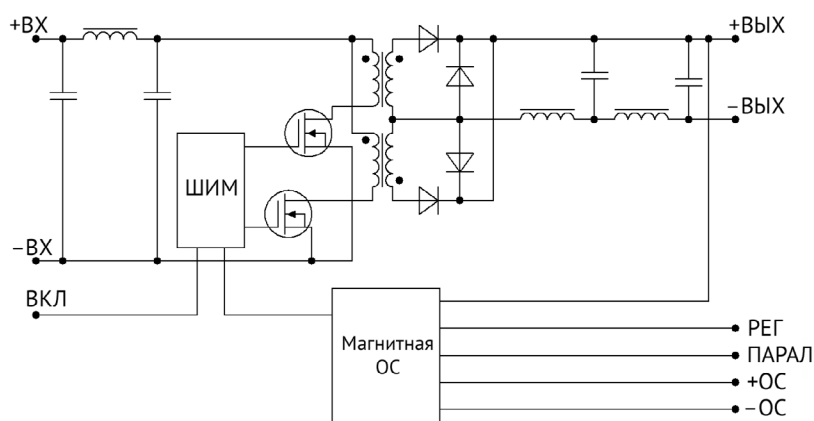 +ВХ
+ВЫХ
−ВЫХ
ШИМ
−ВХ
ВКЛ
Магнитная
ОС
РЕГ
ПАРАЛ
+ОС
−ОС